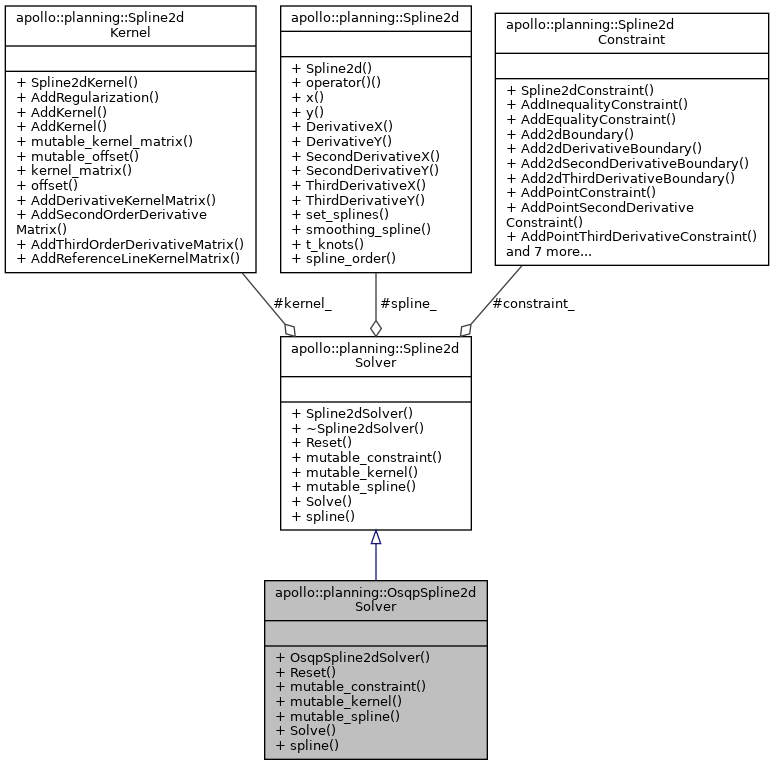 apollo::planning::Spline2d
Kernel
+ Spline2dKernel()
+ AddRegularization()
+ AddKernel()
+ AddKernel()
+ mutable_kernel_matrix()
+ mutable_offset()
+ kernel_matrix()
+ offset()
+ AddDerivativeKernelMatrix()
+ AddSecondOrderDerivative
Matrix()
+ AddThirdOrderDerivativeMatrix()
+ AddReferenceLineKernelMatrix()
apollo::planning::Spline2d
+ Spline2d()
+ operator()()
+ x()
+ y()
+ DerivativeX()
+ DerivativeY()
+ SecondDerivativeX()
+ SecondDerivativeY()
+ ThirdDerivativeX()
+ ThirdDerivativeY()
+ set_splines()
+ smoothing_spline()
+ t_knots()
+ spline_order()
apollo::planning::Spline2d
Constraint
+ Spline2dConstraint()
+ AddInequalityConstraint()
+ AddEqualityConstraint()
+ Add2dBoundary()
+ Add2dDerivativeBoundary()
+ Add2dSecondDerivativeBoundary()
+ Add2dThirdDerivativeBoundary()
+ AddPointConstraint()
+ AddPointSecondDerivative
Constraint()
+ AddPointThirdDerivativeConstraint()
and 7 more...
#kernel_
#spline_
#constraint_
apollo::planning::Spline2d
Solver
+ Spline2dSolver()
+ ~Spline2dSolver()
+ Reset()
+ mutable_constraint()
+ mutable_kernel()
+ mutable_spline()
+ Solve()
+ spline()
apollo::planning::OsqpSpline2d
Solver
+ OsqpSpline2dSolver()
+ Reset()
+ mutable_constraint()
+ mutable_kernel()
+ mutable_spline()
+ Solve()
+ spline()